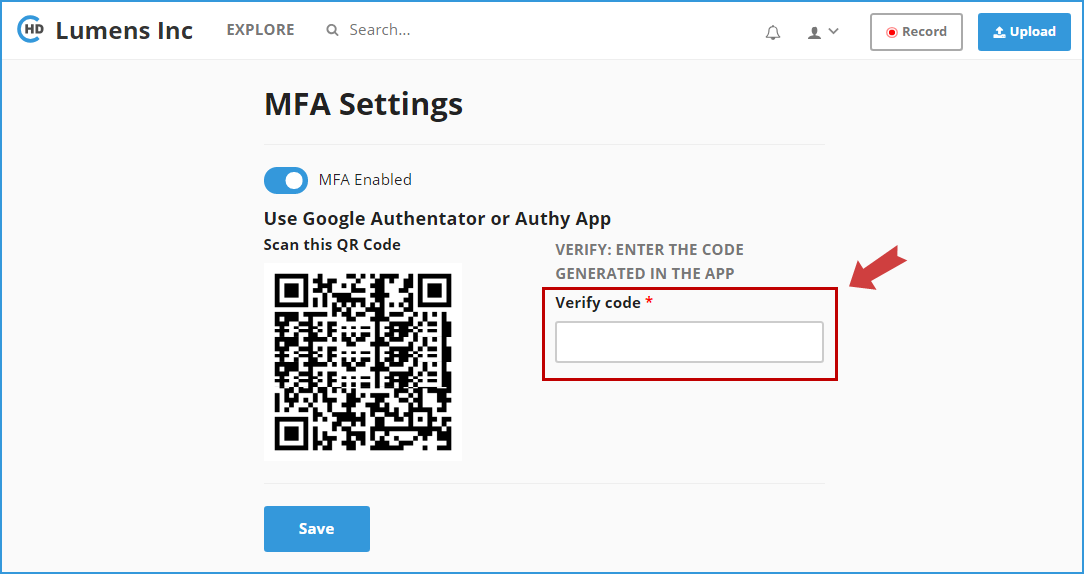 HD Lumens Inc EXPLORE Search... Record Upload
MFA Settings
MFA Enabled
Use Google Authentator or Authy App
Scan this QR Code
VERIFY: ENTER THE CODE
GENERATED IN THE APP
Verify code *
Save